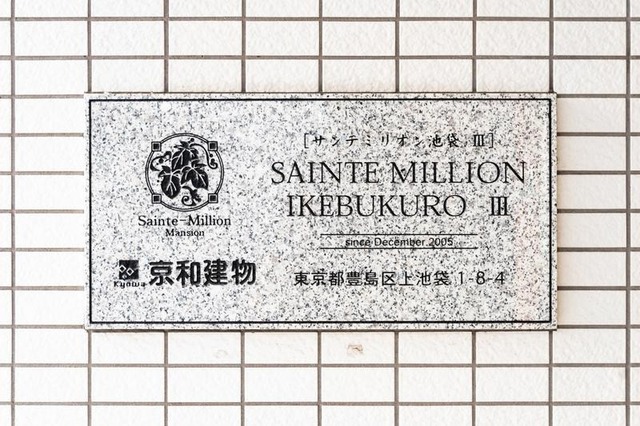 [サンテミリオン池袋 III]
SAINTE MILLION
IKEBUKURO III
since December 2005
東京都豊島区上池袋 1-8-4
Sainte-Million
Mansion
Kyowa 京和建物